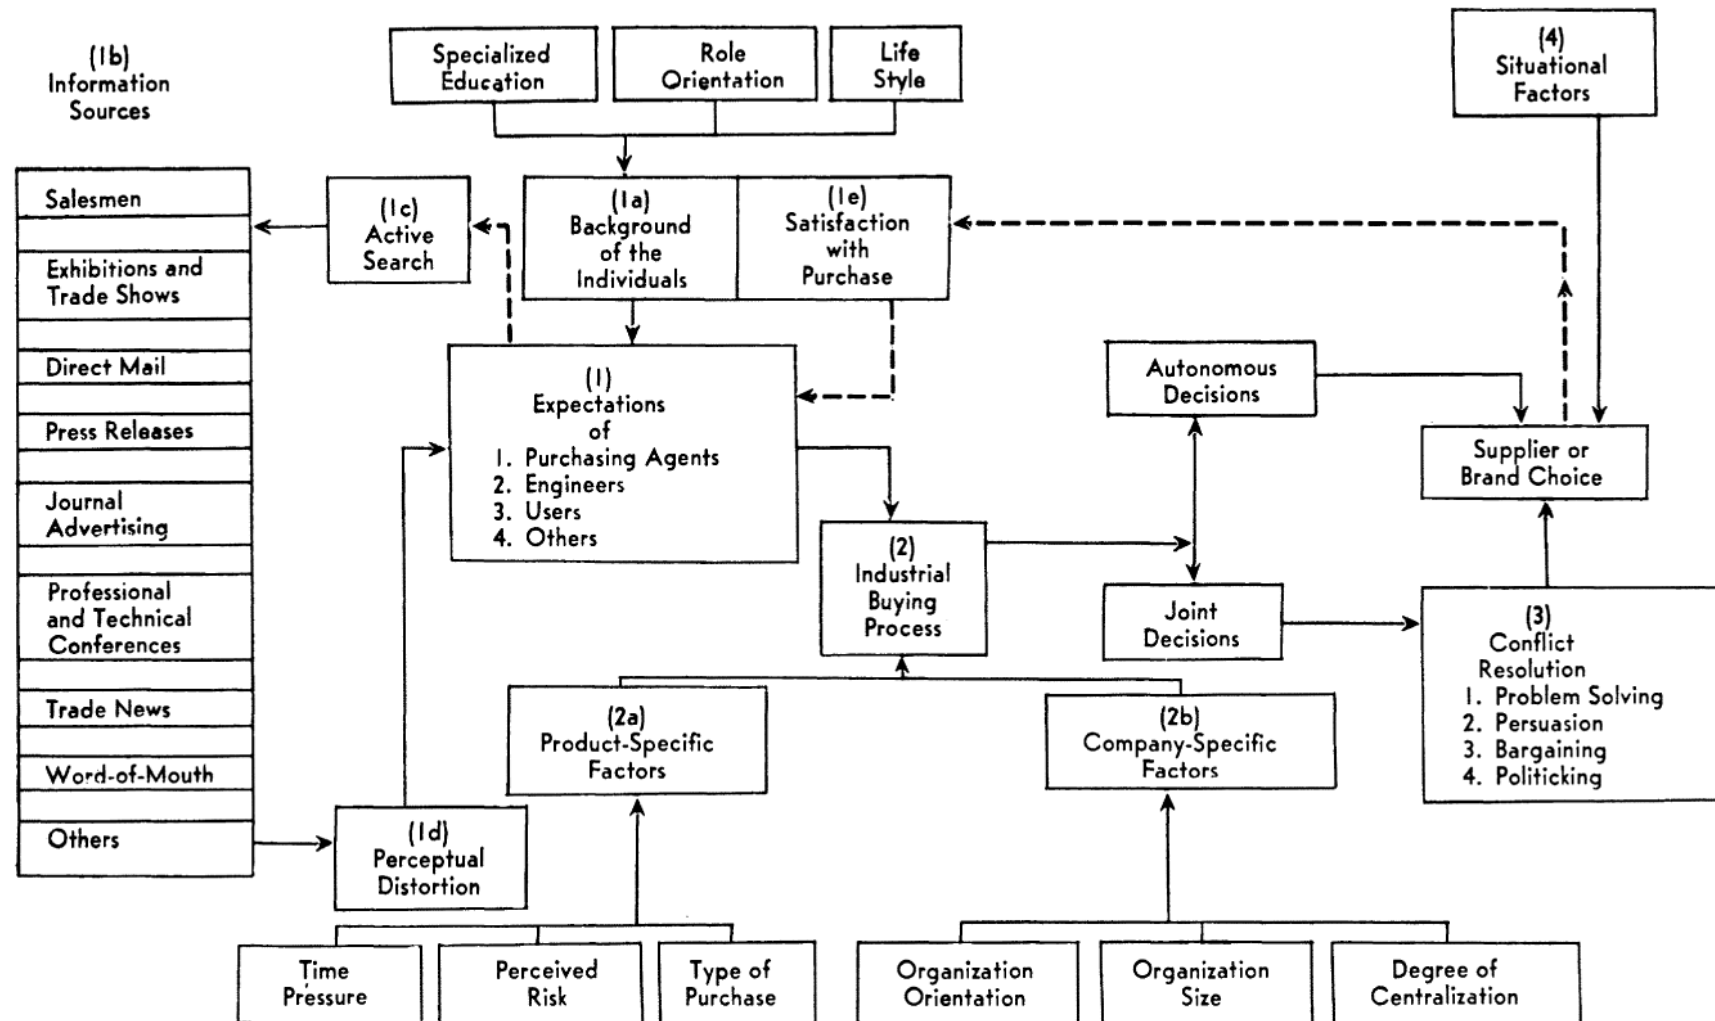 (1b)
Information
Sources
Salesmen
Exhibitions and
Trade Shows
Direct Mail
Press Releases
Journal
Advertising
Professional
and Technical
Conferences
Trade News
Word-of-Mouth
Others
Specialized
Education
Role
Orientation
Life
Style
(4)
Situational
Factors
(1c)
Active
Search
(1a)
Background
of the
Individuals
(1e)
Satisfaction
with
Purchase
(1)
Expectations
of
1. Purchasing Agents
2. Engineers
3. Users
4. Others
Autonomous
Decisions
Supplier or
Brand Choice
(2)
Industrial
Buying
Process
Joint
Decisions
(3)
Conflict
Resolution
1. Problem Solving
2. Persuasion
3. Bargaining
4. Politicking
(2a)
Product-Specific
Factors
(2b)
Company-Specific
Factors
(1d)
Perceptual
Distortion
Time
Pressure
Perceived
Risk
Type of
Purchase
Organization
Orientation
Organization
Size
Degree of
Centralization